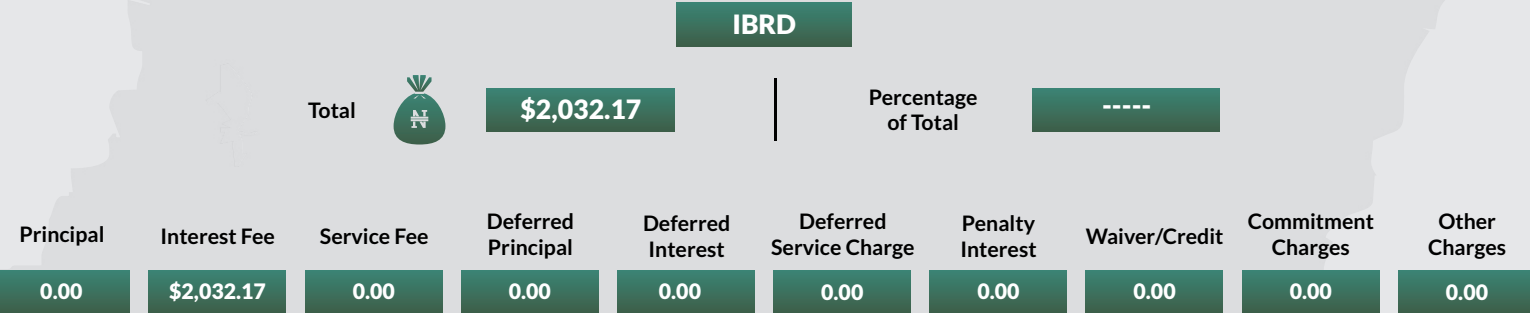 IBRD
Total
₦
$2,032.17
Percentage
of Total
-----
Principal
Interest Fee
Service Fee
Deferred
Principal
Deferred
Interest
Deferred
Service Charge
Penalty
Interest
Waiver/Credit
Commitment
Charges
Other
Charges
0.00
$2,032.17
0.00
0.00
0.00
0.00
0.00
0.00
0.00
0.00